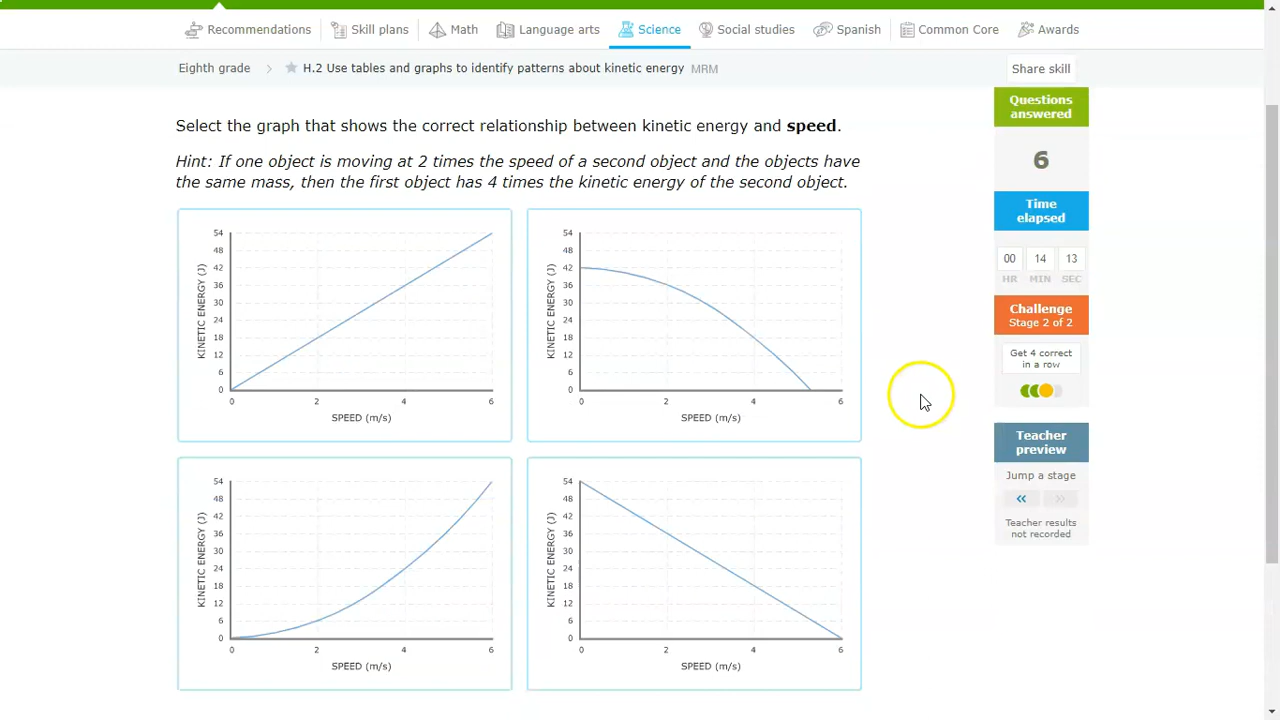 Recommendations Skill plans Math Language arts Science Social studies Spanish Common Core Awards
Eighth grade > H.2 Use tables and graphs to identify patterns about kinetic energy MRM
Share skill
Select the graph that shows the correct relationship between kinetic energy and speed.
Hint: If one object is moving at 2 times the speed of a second object and the objects have
the same mass, then the first object has 4 times the kinetic energy of the second object.
KINETIC ENERGY (J)
54
48
42
36
30
24
18
12
6
0
0 2 4 6
SPEED (m/s)
KINETIC ENERGY (J)
54
48
42
36
30
24
18
12
6
0
0 2 4 6
SPEED (m/s)
KINETIC ENERGY (J)
54
48
42
36
30
24
18
12
6
0
0 2 4 6
SPEED (m/s)
KINETIC ENERGY (J)
54
48
42
36
30
24
18
12
6
0
0 2 4 6
SPEED (m/s)
Questions
answered
6
Time
elapsed
00 14 13
HR MIN SEC
Challenge
Stage 2 of 2
Get 4 correct
in a row
Teacher
preview
Jump a stage
« »
Teacher results
not recorded